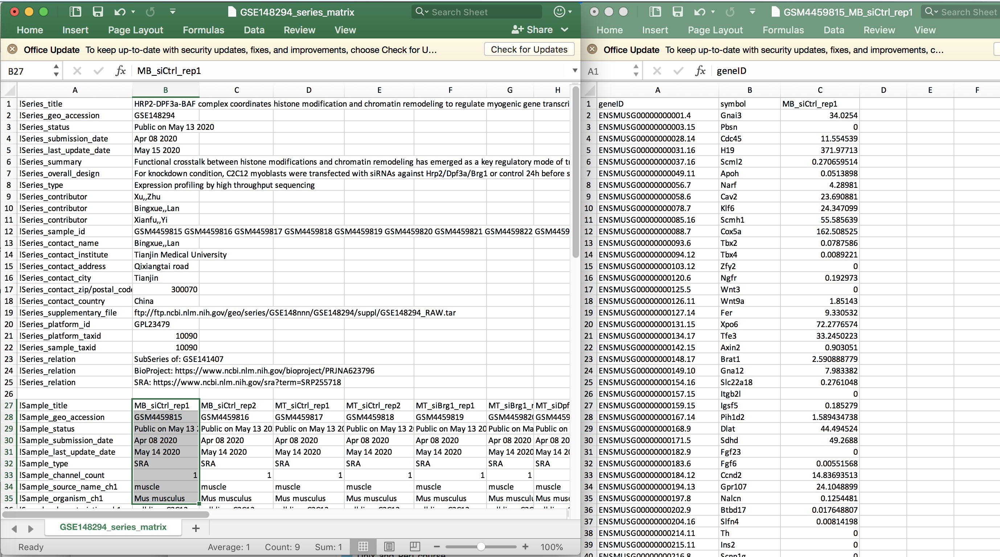 GSE148294_series_matrix
Search Sheet
Home Insert Page Layout Formulas Data Review View
Share
Office Update To keep up-to-date with security updates, fixes, and improvements, choose Check for U...
Check for Updates
B27
fx MB_siCtrl_rep1
A B C D E F G H
1 !Series_title HRP2-DPF3a-BAF complex coordinates histone modification and chromatin remodeling to regulate myogenic gene transcri
2 !Series_geo_accession GSE148294
3 !Series_status Public on May 13 2020
4 !Series_submission_date Apr 08 2020
5 !Series_last_update_date May 15 2020
6 !Series_summary Functional crosstalk between histone modifications and chromatin remodeling has emerged as a key regulatory mode of
7 !Series_overall_design For knockdown condition, C2C12 myoblasts were transfected with siRNAs against Hrp2/Dpf3a/Brg1 or control 24h before s
8 !Series_type Expression profiling by high throughput sequencing
9 !Series_contributor Xu,,Zhu
10 !Series_contributor Bingxue,,Lan
11 !Series_contributor Xianfu,,Yi
12 !Series_sample_id GSM4459815 GSM4459816 GSM4459817 GSM4459818 GSM4459819 GSM4459820 GSM4459821 GSM4459822 GSM4459
13 !Series_contact_name Bingxue,,Lan
14 !Series_contact_institute Tianjin Medical University
15 !Series_contact_address Qixiangtai road
16 !Series_contact_city Tianjin
17 !Series_contact_zip/postal_code 300070
18 !Series_contact_country China
19 !Series_supplementary_file ftp://ftp.ncbi.nlm.nih.gov/geo/series/GSE148nnn/GSE148294/suppl/GSE148294_RAW.tar
20 !Series_platform_id GPL23479
21 !Series_platform_taxid 10090
22 !Series_sample_taxid 10090
23 !Series_relation SubSeries of: GSE141407
24 !Series_relation BioProject: https://www.ncbi.nlm.nih.gov/bioproject/PRJNA623796
25 !Series_relation SRA: https://www.ncbi.nlm.nih.gov/sra?term=SRP255718
26
27 !Sample_title MB_siCtrl_rep1 MB_siCtrl_rep2 MT_siCtrl_rep1 MT_siCtrl_rep2 MT_siBrg1_rep1 MT_siBrg1_r MT_siDpf
28 !Sample_geo_accession GSM4459815 GSM4459816 GSM4459817 GSM4459818 GSM4459819 GSM445982 GSM4459
29 !Sample_status Public on May 13 Public on May 13 20 Public on May 13 20 Public on May 13 2 Public on May 13 20 Public on Ma Public on
30 !Sample_submission_date Apr 08 2020 Apr 08 2020 Apr 08 2020 Apr 08 2020 Apr 08 2020 Apr 08 2020 Apr 08 20
31 !Sample_last_update_date May 14 2020 May 14 2020 May 14 2020 May 14 2020 May 14 2020 May 14 2020 May 14 2
32 !Sample_type SRA SRA SRA SRA SRA SRA SRA
33 !Sample_channel_count 1 1 1 1 1 1
34 !Sample_source_name_ch1 muscle muscle muscle muscle muscle muscle muscle
35 !Sample_organism_ch1 Mus musculus Mus musculus Mus musculus Mus musculus Mus musculus Mus muscul Mus mus
GSE148294_series_matrix
Ready Average: 1 Count: 9 Sum: 1 100%
GSM4459815_MB_siCtrl_rep1
Search Sheet
Home Insert Page Layout Formulas Data Review View
Office Update To keep up-to-date with security updates, fixes, and improvements, c...
A1
fx geneID
A B C D E F
1 geneID symbol MB_siCtrl_rep1
2 ENSMUSG00000000001.4 Gnai3 34.0254
3 ENSMUSG00000000003.15 Pbsn 0
4 ENSMUSG00000000028.14 Cdc45 11.554539
5 ENSMUSG00000000031.16 H19 371.97713
6 ENSMUSG00000000037.16 Scml2 0.270659514
7 ENSMUSG00000000049.11 Apoh 0.0513898
8 ENSMUSG00000000056.7 Narf 4.28981
9 ENSMUSG00000000058.6 Cav2 23.690881
10 ENSMUSG00000000078.7 Klf6 24.347099
11 ENSMUSG00000000085.16 Scmh1 55.585639
12 ENSMUSG00000000088.7 Cox5a 162.508525
13 ENSMUSG00000000093.6 Tbx2 0.0787586
14 ENSMUSG00000000094.12 Tbx4 0.0089221
15 ENSMUSG00000000103.12 Zfy2 0
16 ENSMUSG00000000120.6 Ngfr 0.192973
17 ENSMUSG00000000125.5 Wnt3 0
18 ENSMUSG00000000126.11 Wnt9a 1.85143
19 ENSMUSG00000000127.14 Fer 9.330532
20 ENSMUSG00000000131.15 Xpo6 72.2776574
21 ENSMUSG00000000134.17 Tfe3 33.2450223
22 ENSMUSG00000000142.15 Axin2 0.903051
23 ENSMUSG00000000148.17 Brat1 2.590888779
24 ENSMUSG00000000149.10 Gna12 7.983382
25 ENSMUSG00000000154.16 Slc22a18 0.2761048
26 ENSMUSG00000000157.15 Itgb2l 0
27 ENSMUSG00000000159.15 Igsf5 0.185279
28 ENSMUSG00000000167.14 Pih1d2 1.589434738
29 ENSMUSG00000000168.9 Dlat 44.494524
30 ENSMUSG00000000171.5 Sdhd 49.2688
31 ENSMUSG00000000182.9 Fgf23 0
32 ENSMUSG00000000183.6 Fgf6 0.00551568
33 ENSMUSG00000000184.12 Ccnd2 14.83693513
34 ENSMUSG00000000194.13 Gpr107 24.1048899
35 ENSMUSG00000000197.8 Nalcn 0.1254481
36 ENSMUSG00000000202.9 Btbd17 0.017648807
37 ENSMUSG00000000204.16 Slfn4 0.00814198
38 ENSMUSG00000000214.11 Th 0
39 ENSMUSG00000000215.11 Ins2 0
40 ENSMUSG00000000216.8 Scnn1g 0